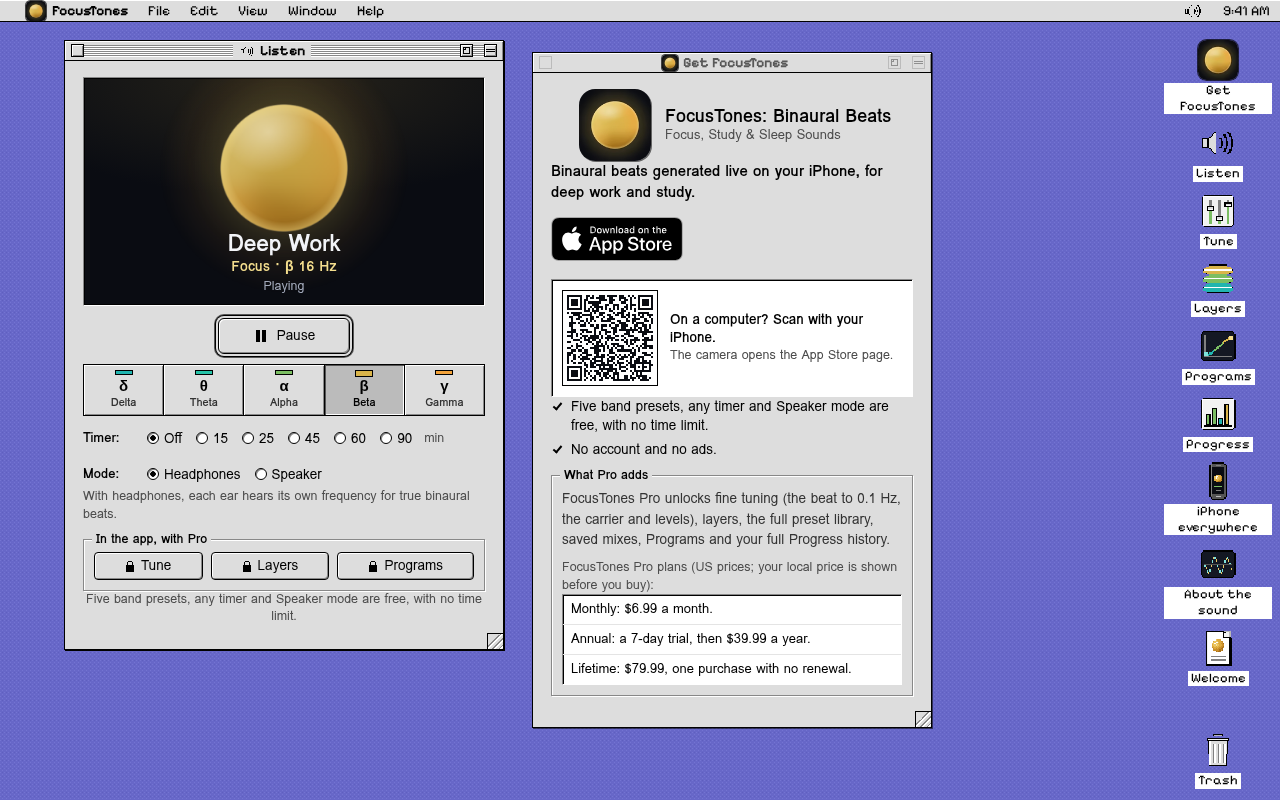 FocusTones File Edit View Window Help 9:41 AM
Listen
Deep Work
Focus · β 16 Hz
Playing
Pause
δ θ α β γ
Delta Theta Alpha Beta Gamma
Timer: Off 15 25 45 60 90 min
Mode: Headphones Speaker
With headphones, each ear hears its own frequency for true binaural
beats.
In the app, with Pro
Tune Layers Programs
Five band presets, any timer and Speaker mode are free, with no time
limit.
Get FocusTones
FocusTones: Binaural Beats
Focus, Study & Sleep Sounds
Binaural beats generated live on your iPhone, for
deep work and study.
Download on the
App Store
On a computer? Scan with your
iPhone.
The camera opens the App Store page.
Five band presets, any timer and Speaker mode are
free, with no time limit.
No account and no ads.
What Pro adds
FocusTones Pro unlocks fine tuning (the beat to 0.1 Hz,
the carrier and levels), layers, the full preset library,
saved mixes, Programs and your full Progress history.
FocusTones Pro plans (US prices; your local price is shown
before you buy):
Monthly: $6.99 a month.
Annual: a 7-day trial, then $39.99 a year.
Lifetime: $79.99, one purchase with no renewal.
Get
FocusTones
Listen
Tune
Layers
Programs
Progress
iPhone
everywhere
About the
sound
Welcome
Trash